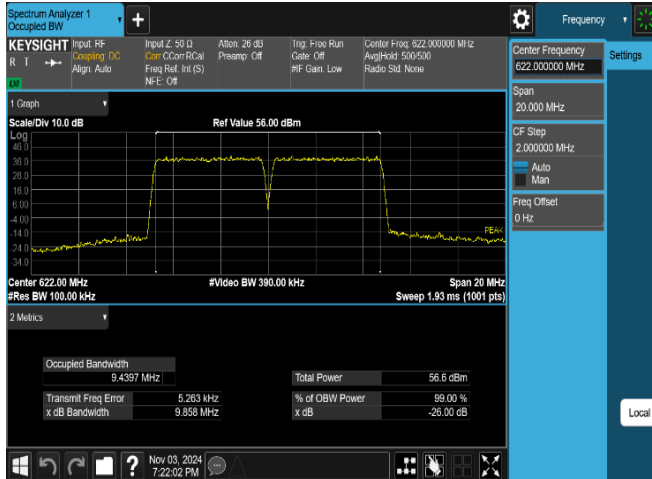 Spectrum Analyzer 1
Occupied BW
Frequency
KEYSIGHT
R T
LXI
Input: RF
Coupling: DC
Align: Auto
Input Z: 50 Ω
Corr CCorr RCal
Freq Ref: Int (S)
NFE: Off
Atten: 26 dB
Preamp: Off
Trig: Free Run
Gate: Off
#IF Gain: Low
Center Freq: 622.000000 MHz
Avg|Hold: 500/500
Radio Std: None
1 Graph
Scale/Div 10.0 dB
Ref Value 56.00 dBm
Log
46.0
36.0
26.0
16.0
6.00
-4.00
-14.0
-24.0
-34.0
PEAK
Center 622.00 MHz
#Video BW 390.00 kHz
Span 20 MHz
#Res BW 100.00 kHz
Sweep 1.93 ms (1001 pts)
2 Metrics
Occupied Bandwidth
9.4397 MHz
Total Power 56.6 dBm
Transmit Freq Error 5.263 kHz
% of OBW Power 99.00 %
x dB Bandwidth 9.858 MHz
x dB -26.00 dB
Nov 03, 2024
7:22:02 PM
?
Center Frequency
622.000000 MHz
Settings
Span
20.000 MHz
CF Step
2.000000 MHz
Auto
Man
Freq Offset
0 Hz
Local